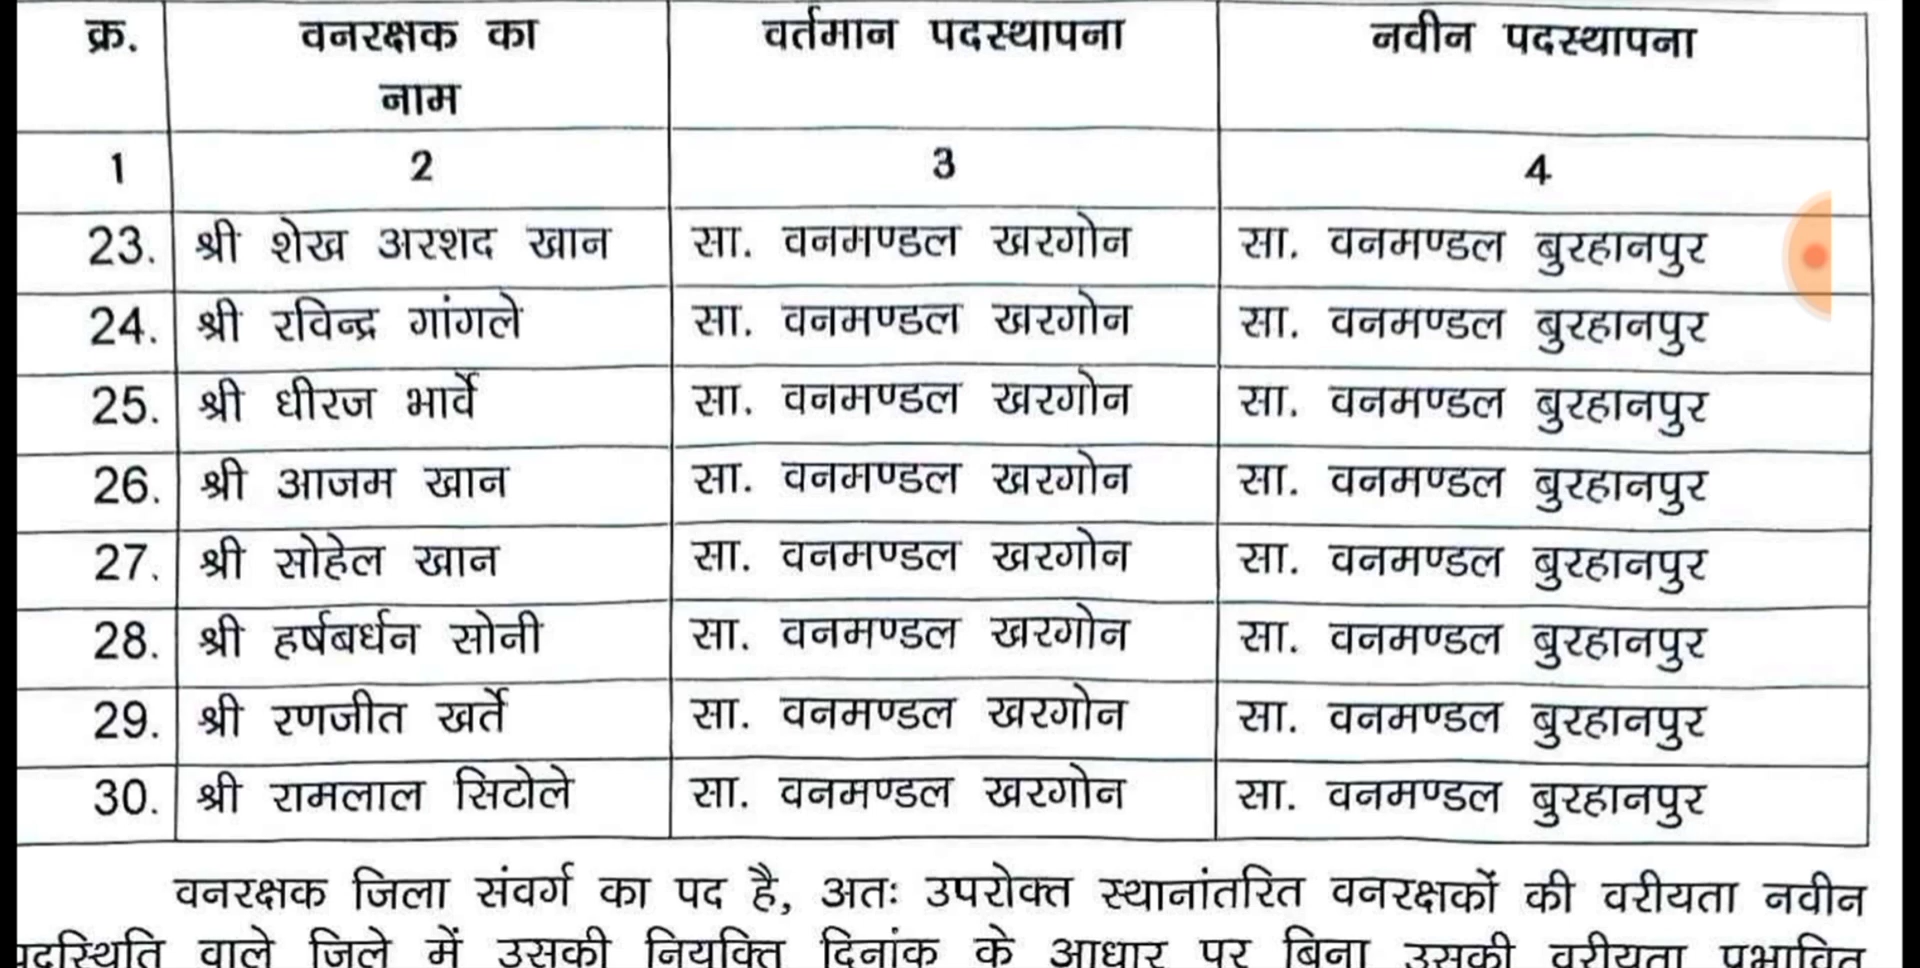 क्र. वनरक्षक का वर्तमान पदस्थापना नवीन पदस्थापना
नाम
1 2 3 4
23. श्री शेख अरशद खान सा. वनमण्डल खरगोन सा. वनमण्डल बुरहानपुर
24. श्री रविन्द्र गांगले सा. वनमण्डल खरगोन सा. वनमण्डल बुरहानपुर
25. श्री धीरज भार्वे सा. वनमण्डल खरगोन सा. वनमण्डल बुरहानपुर
26. श्री आजम खान सा. वनमण्डल खरगोन सा. वनमण्डल बुरहानपुर
27. श्री सोहेल खान सा. वनमण्डल खरगोन सा. वनमण्डल बुरहानपुर
28. श्री हर्षबर्धन सोनी सा. वनमण्डल खरगोन सा. वनमण्डल बुरहानपुर
29. श्री रणजीत खर्ते सा. वनमण्डल खरगोन सा. वनमण्डल बुरहानपुर
30. श्री रामलाल सिटोले सा. वनमण्डल खरगोन सा. वनमण्डल बुरहानपुर
वनरक्षक जिला संवर्ग का पद है, अतः उपरोक्त स्थानांतरित वनरक्षकों की वरीयता नवीन
पदस्थिति वाले जिले में उसकी नियुक्ति दिनांक के आधार पर बिना उसकी वरीयता प्रभावित